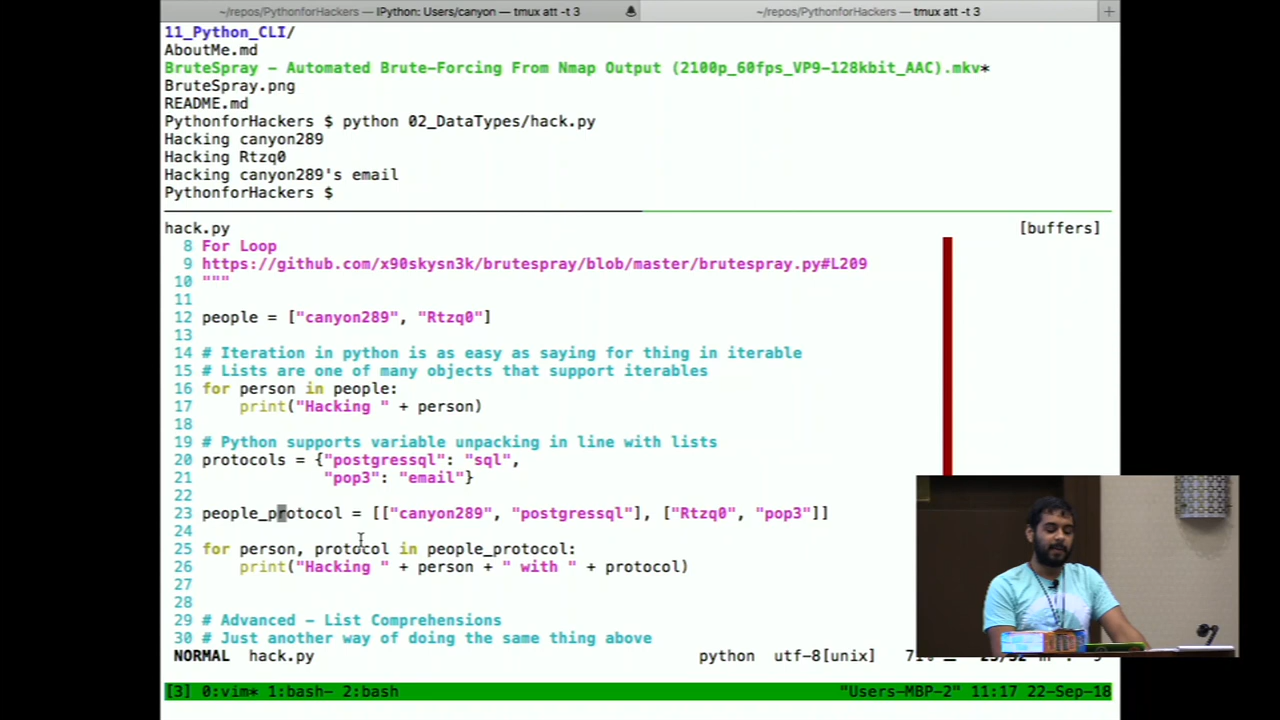 ~/repos/PythonforHackers — IPython: Users/canyon — tmux att -t 3
~/repos/PythonforHackers — tmux att -t 3
11_Python_CLI/
AboutMe.md
BruteSpray - Automated Brute-Forcing From Nmap Output (2100p_60fps_VP9-128kbit_AAC).mkv*
BruteSpray.png
README.md
PythonforHackers $ python 02_DataTypes/hack.py
Hacking canyon289
Hacking Rtzq0
Hacking canyon289's email
PythonforHackers $
hack.py [buffers]
8 For Loop
9 https://github.com/x90skysn3k/brutespray/blob/master/brutespray.py#L209
10 """
11
12 people = ["canyon289", "Rtzq0"]
13
14 # Iteration in python is as easy as saying for thing in iterable
15 # Lists are one of many objects that support iterables
16 for person in people:
17 print("Hacking " + person)
18
19 # Python supports variable unpacking in line with lists
20 protocols = {"postgressql": "sql",
21 "pop3": "email"}
22
23 people_protocol = [["canyon289", "postgressql"], ["Rtzq0", "pop3"]]
24
25 for person, protocol in people_protocol:
26 print("Hacking " + person + " with " + protocol)
27
28
29 # Advanced - List Comprehensions
30 # Just another way of doing the same thing above
NORMAL hack.py python utf-8[unix]
[3] 0:vim* 1:bash- 2:bash "Users-MBP-2" 11:17 22-Sep-18